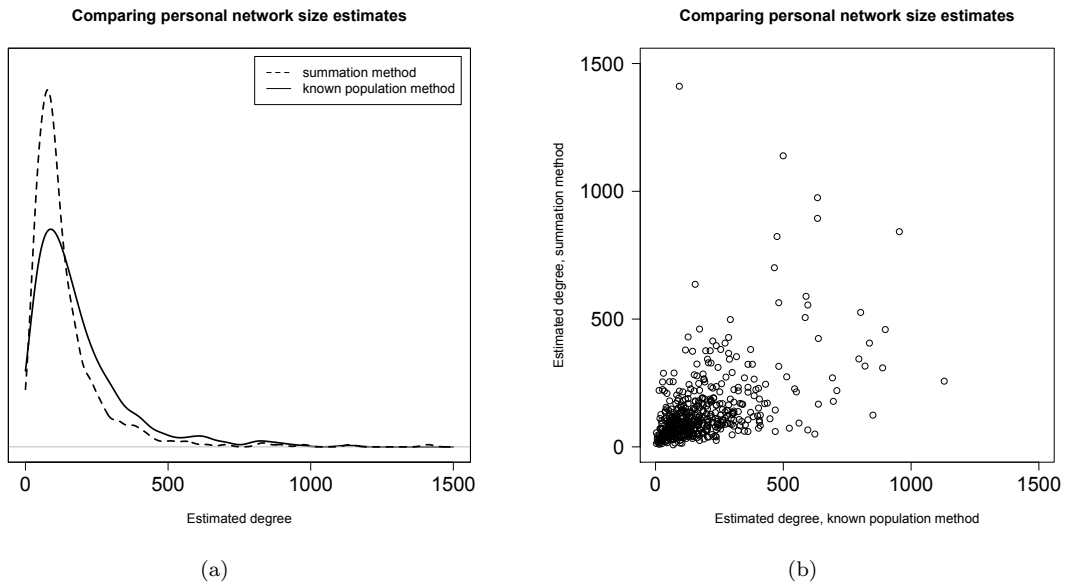 Comparing personal network size estimates
summation method
known population method
0
500
1000
1500
Estimated degree
(a)
Comparing personal network size estimates
Estimated degree, summation method
1500
1000
500
0
0
500
1000
1500
Estimated degree, known population method
(b)